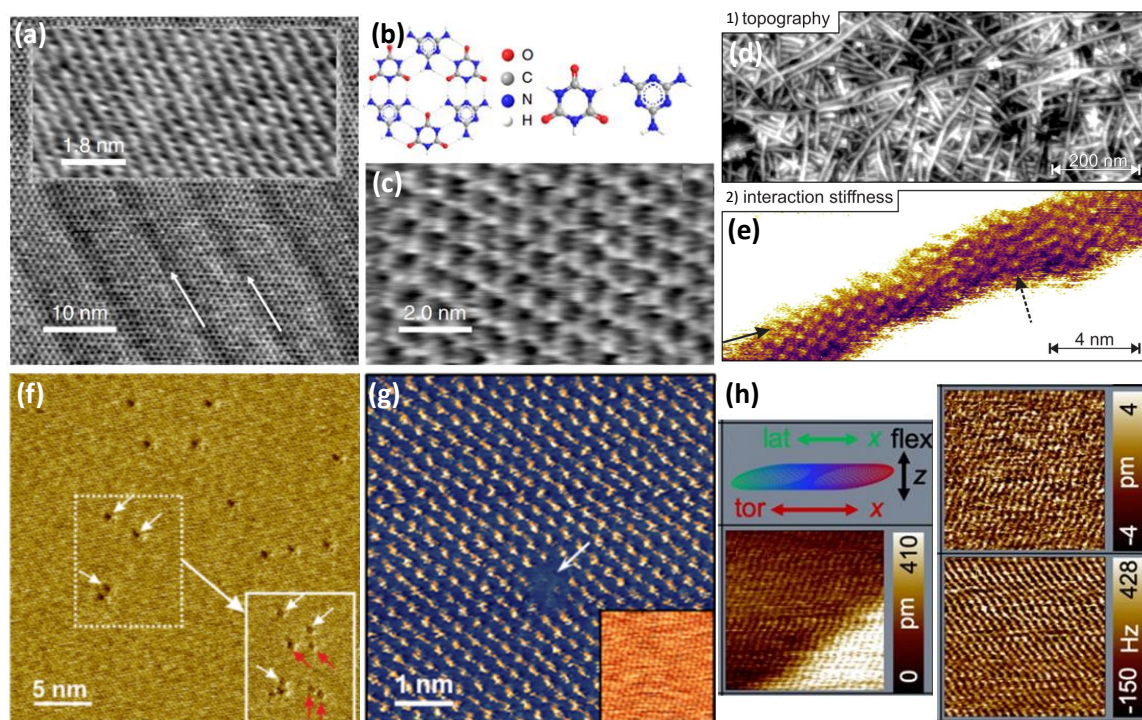 (a)
1.8 nm
10 nm
(b)
O
C
N
H
(c)
2.0 nm
1) topography
(d)
200 nm
2) interaction stiffness
(e)
4 nm
(f)
5 nm
(g)
1 nm
(h)
lat x flex
z
tor x
410
pm
0
4
pm
-4
428
Hz
-150